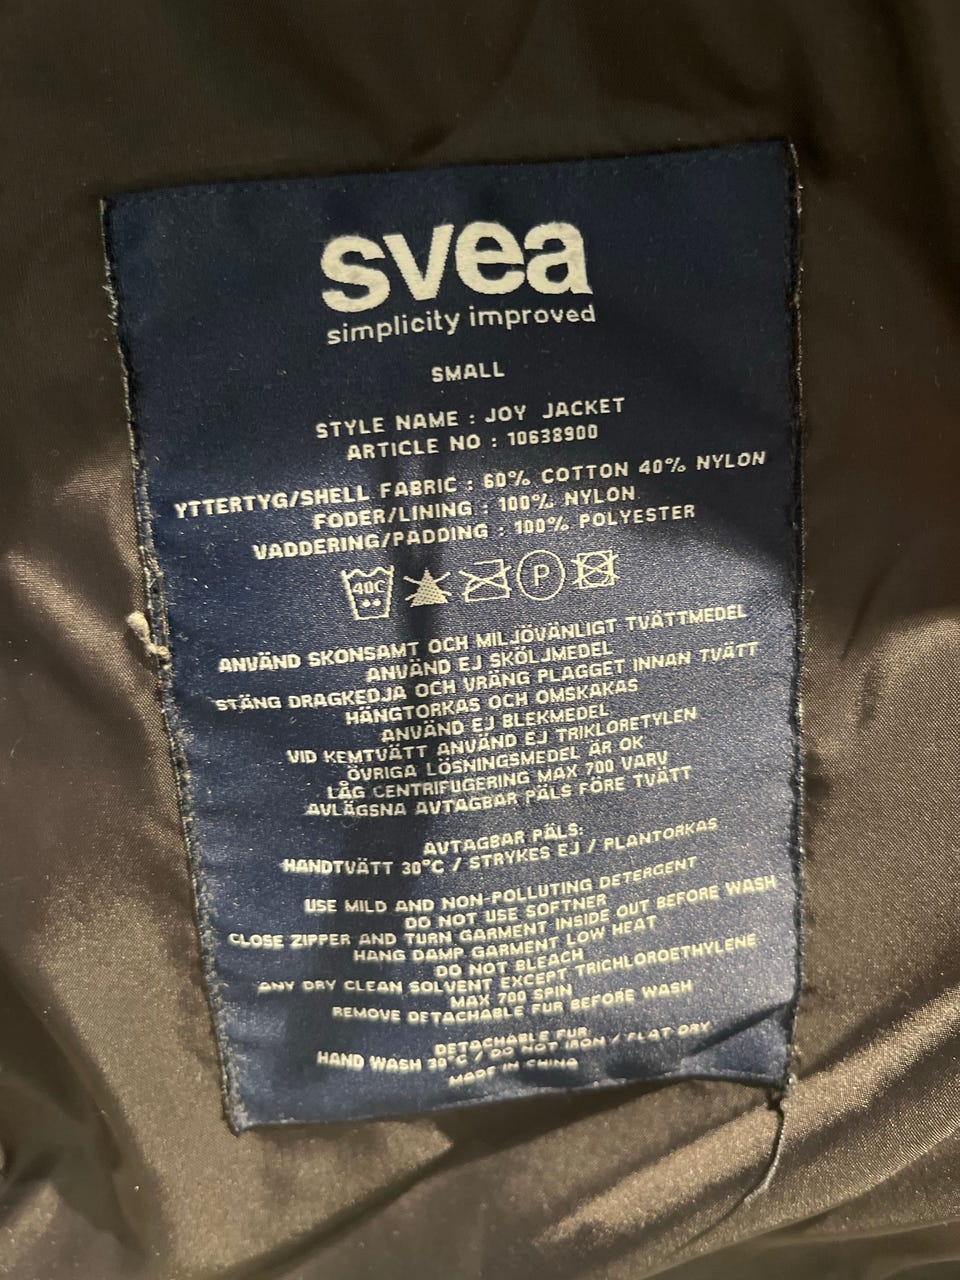 svea
simplicity improved
SMALL
STYLE NAME : JOY JACKET
ARTICLE NO : 10638900
YTTERTYG/SHELL FABRIC : 60% COTTON 40% NYLON
FODER/LINING : 100% NYLON
VADDERING/PADDING : 100% POLYESTER
40C P
ANVÄND SKONSAMT OCH MILJÖVÄNLIGT TVÄTTMEDEL
ANVÄND EJ SKÖLJMEDEL
STÄNG DRAGKEDJA OCH VRÄNG PLAGGET INNAN TVÄTT
HÄNGTORKAS OCH OMSKAKAS
ANVÄND EJ BLEKMEDEL
VID KEMTVÄTT ANVÄND EJ TRIKLORETYLEN
ÖVRIGA LÖSNINGSMEDEL ÄR OK
LÅG CENTRIFUGERING MAX 700 VARV
AVLÄGSNA AVTAGBAR PÄLS FÖRE TVÄTT
AVTAGBAR PÄLS:
HANDTVÄTT 30°C / STRYKES EJ / PLANTORKAS
USE MILD AND NON-POLLUTING DETERGENT
DO NOT USE SOFTNER
CLOSE ZIPPER AND TURN GARMENT INSIDE OUT BEFORE WASH
HANG DAMP GARMENT LOW HEAT
DO NOT BLEACH
ANY DRY CLEAN SOLVENT EXCEPT TRICHLOROETHYLENE
MAX 700 SPIN
REMOVE DETACHABLE FUR BEFORE WASH
DETACHABLE FUR
HAND WASH 30°C / DO NOT IRON / FLAT DRY
MADE IN CHINA